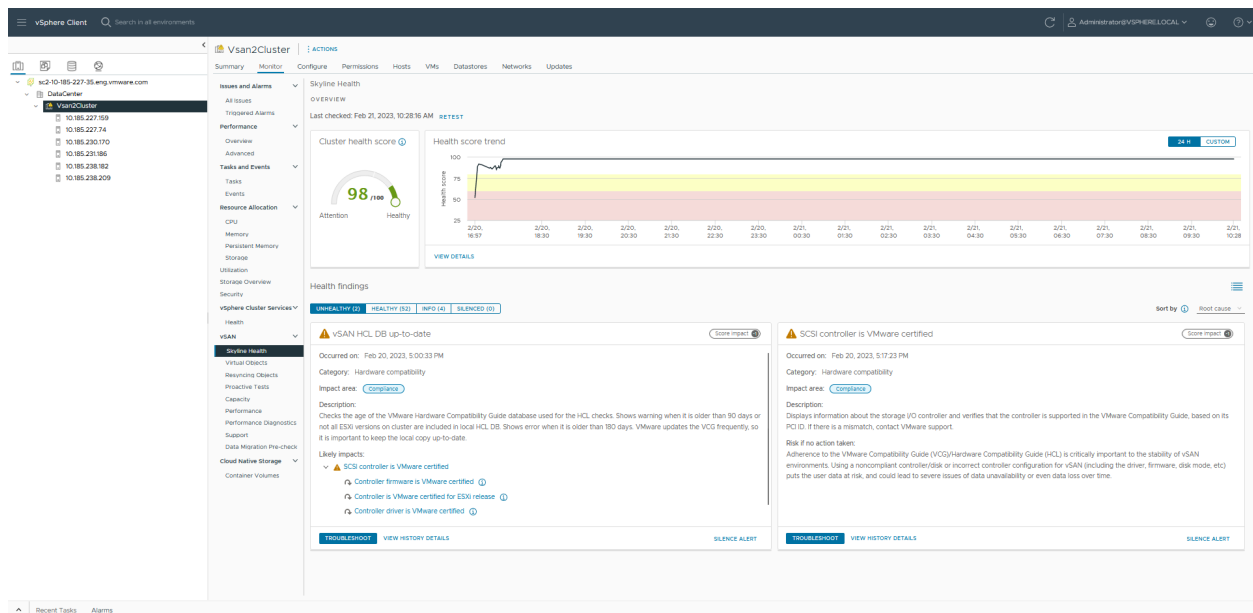 vSphere Client
Search in all environments
Administrator@VSPHERE.LOCAL
sc2-10-185-227-35.eng.vmware.com
DataCenter
Vsan2Cluster
10.185.227.159
10.185.227.74
10.185.230.170
10.185.231.186
10.185.238.182
10.185.238.209
Vsan2Cluster
ACTIONS
Summary Monitor Configure Permissions Hosts VMs Datastores Networks Updates
Issues and Alarms
All Issues
Triggered Alarms
Performance
Overview
Advanced
Tasks and Events
Tasks
Events
Resource Allocation
CPU
Memory
Persistent Memory
Storage
Utilization
Storage Overview
Security
vSphere Cluster Services
Health
vSAN
Skyline Health
Virtual Objects
Resyncing Objects
Proactive Tests
Capacity
Performance
Performance Diagnostics
Support
Data Migration Pre-check
Cloud Native Storage
Container Volumes
Skyline Health
OVERVIEW
Last checked: Feb 21, 2023, 10:28:16 AM RETEST
Cluster health score
98 /100
Attention Healthy
Health score trend
24 H CUSTOM
Health score
100
75
50
25
2/20, 16:57
2/20, 18:30
2/20, 19:30
2/20, 20:30
2/20, 21:30
2/20, 22:30
2/20, 23:30
2/21, 00:30
2/21, 01:30
2/21, 02:30
2/21, 03:30
2/21, 04:30
2/21, 05:30
2/21, 06:30
2/21, 07:30
2/21, 08:30
2/21, 09:30
2/21, 10:28
VIEW DETAILS
Health findings
UNHEALTHY (2) HEALTHY (52) INFO (4) SILENCED (0)
Sort by Root cause
vSAN HCL DB up-to-date
Score impact
Occurred on: Feb 20, 2023, 5:00:33 PM
Category: Hardware compatibility
Impact area: Compliance
Description:
Checks the age of the VMware Hardware Compatibility Guide database used for the HCL checks. Shows warning when it is older than 90 days or
not all ESXi versions on cluster are included in local HCL DB. Shows error when it is older than 180 days. VMware updates the VCG frequently, so
it is important to keep the local copy up-to-date.
Likely impacts:
SCSI controller is VMware certified
Controller firmware is VMware certified
Controller is VMware certified for ESXi release
Controller driver is VMware certified
TROUBLESHOOT VIEW HISTORY DETAILS SILENCE ALERT
SCSI controller is VMware certified
Score impact
Occurred on: Feb 20, 2023, 5:17:23 PM
Category: Hardware compatibility
Impact area: Compliance
Description:
Displays information about the storage I/O controller and verifies that the controller is supported in the VMware Compatibility Guide, based on its
PCI ID. If there is a mismatch, contact VMware support.
Risk if no action taken:
Adherence to the VMware Compatibility Guide (VCG)/Hardware Compatibility Guide (HCL) is critically important to the stability of vSAN
environments. Using a noncompliant controller/disk or incorrect controller configuration for vSAN (including the driver, firmware, disk mode, etc)
puts the user data at risk, and could lead to severe issues of data unavailability or even data loss over time.
TROUBLESHOOT VIEW HISTORY DETAILS SILENCE ALERT
Recent Tasks Alarms